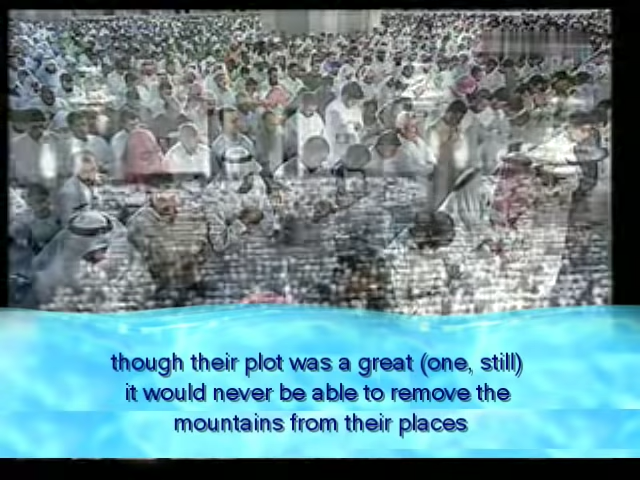 though their plot was a great (one, still)
it would never be able to remove the
mountains from their places